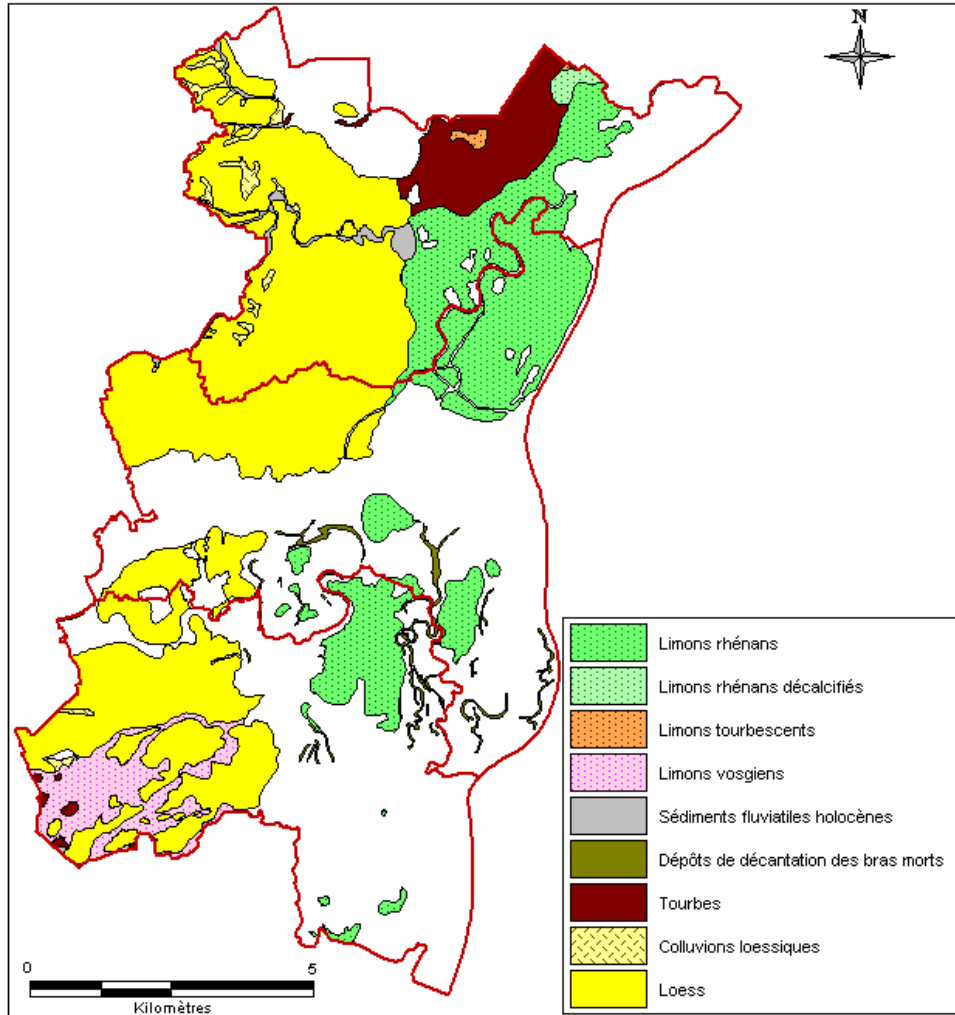 N
Limons rhénans
Limons rhénans décalcifiés
Limons tourbescents
Limons vosgiens
Sédiments fluviatiles holocènes
Dépôts de décantation des bras morts
Tourbes
Colluvions loessiques
Loess
0 5
Kilomètres